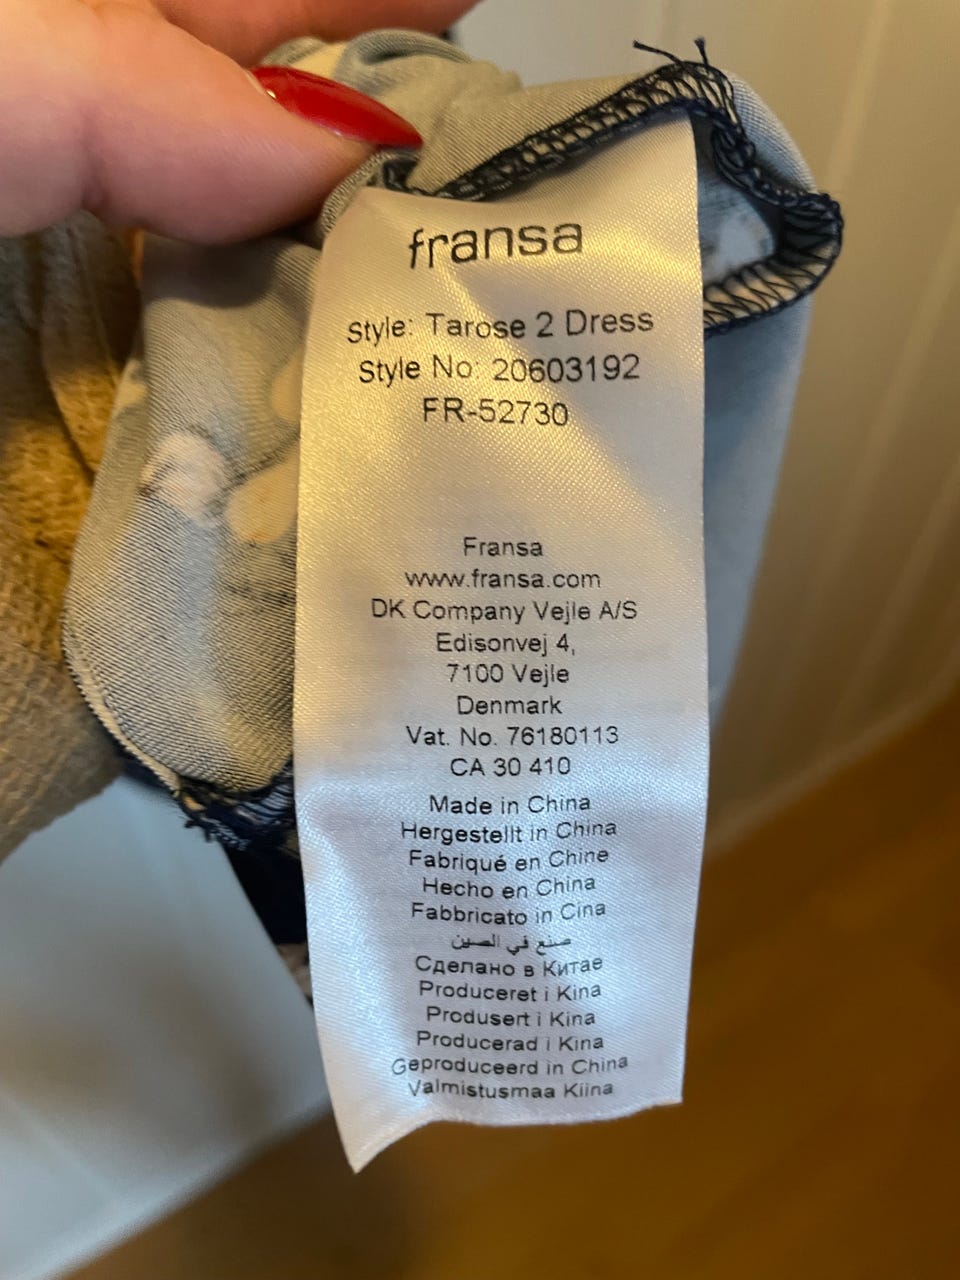 fransa
Style: Tarose 2 Dress
Style No: 20603192
FR-52730
Fransa
www.fransa.com
DK Company Vejle A/S
Edisonvej 4,
7100 Vejle
Denmark
Vat. No. 76180113
CA 30 410
Made in China
Hergestellt in China
Fabriqué en Chine
Hecho en China
Fabbricato in Cina
صنع في الصين
Сделано в Китае
Produceret i Kina
Produsert i Kina
Producerad i Kina
Geproduceerd in China
Valmistusmaa Kiina